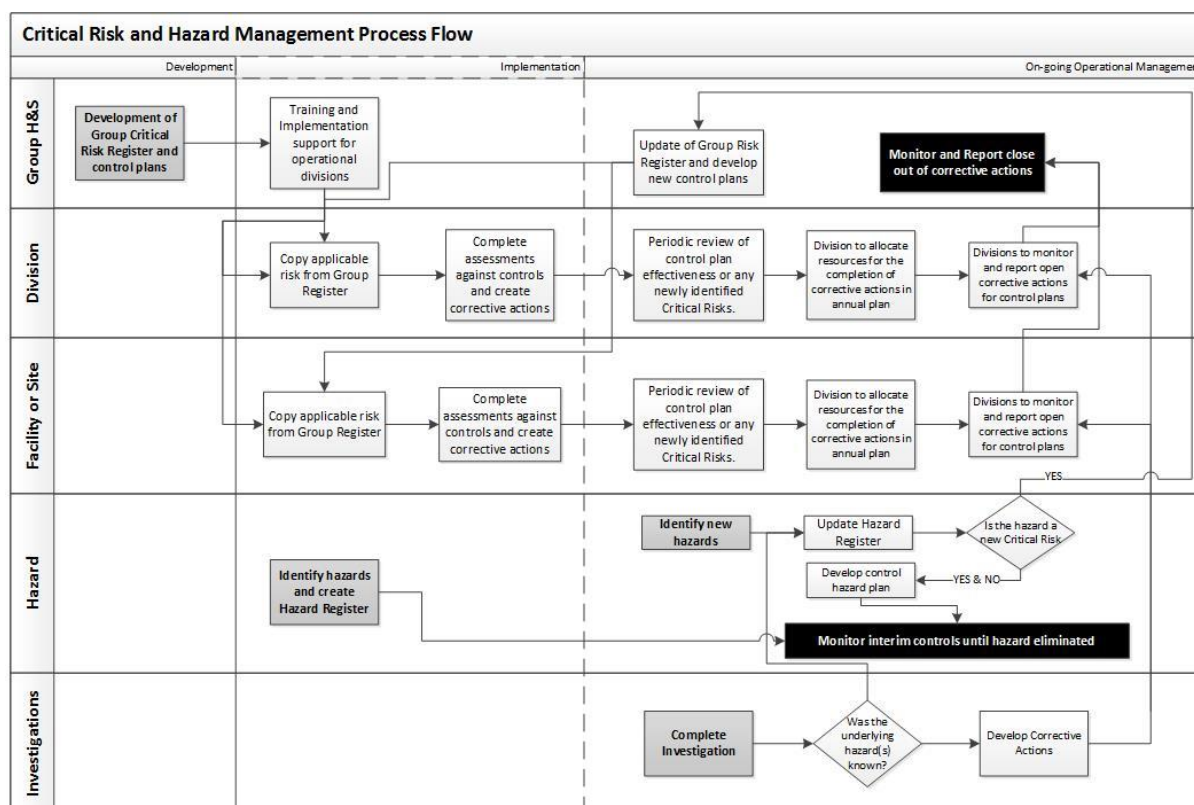 Critical Risk and Hazard Management Process Flow
Development
Implementation
On-going Operational Management
Group H&S
Development of
Group Critical
Risk Register and
control plans
Training and
Implementation
support for
operational
divisions
Update of Group Risk
Register and develop
new control plans
Monitor and Report close
out of corrective actions
Division
Copy applicable
risk from Group
Register
Complete
assessments
against controls
and create
corrective actions
Periodic review of
control plan
effectiveness or any
newly identified
Critical Risks.
Division to allocate
resources for the
completion of
corrective actions in
annual plan
Divisions to monitor
and report open
corrective actions
for control plans
Facility or Site
Copy applicable risk
from Group Register
Complete
assessments against
controls and create
corrective actions
Periodic review of
control plan
effectiveness or any
newly identified
Critical Risks.
Division to allocate
resources for the
completion of
corrective actions in
annual plan
Divisions to monitor
and report open
corrective actions
for control plans
YES
Hazard
Identify new
hazards
Update Hazard
Register
Is the hazard a
new Critical Risk
Identify hazards
and create
Hazard Register
Develop control
hazard plan
YES & NO
Monitor interim controls until hazard eliminated
Investigations
Complete
Investigation
Was the
underlying
hazard(s)
known?
Develop Corrective
Actions